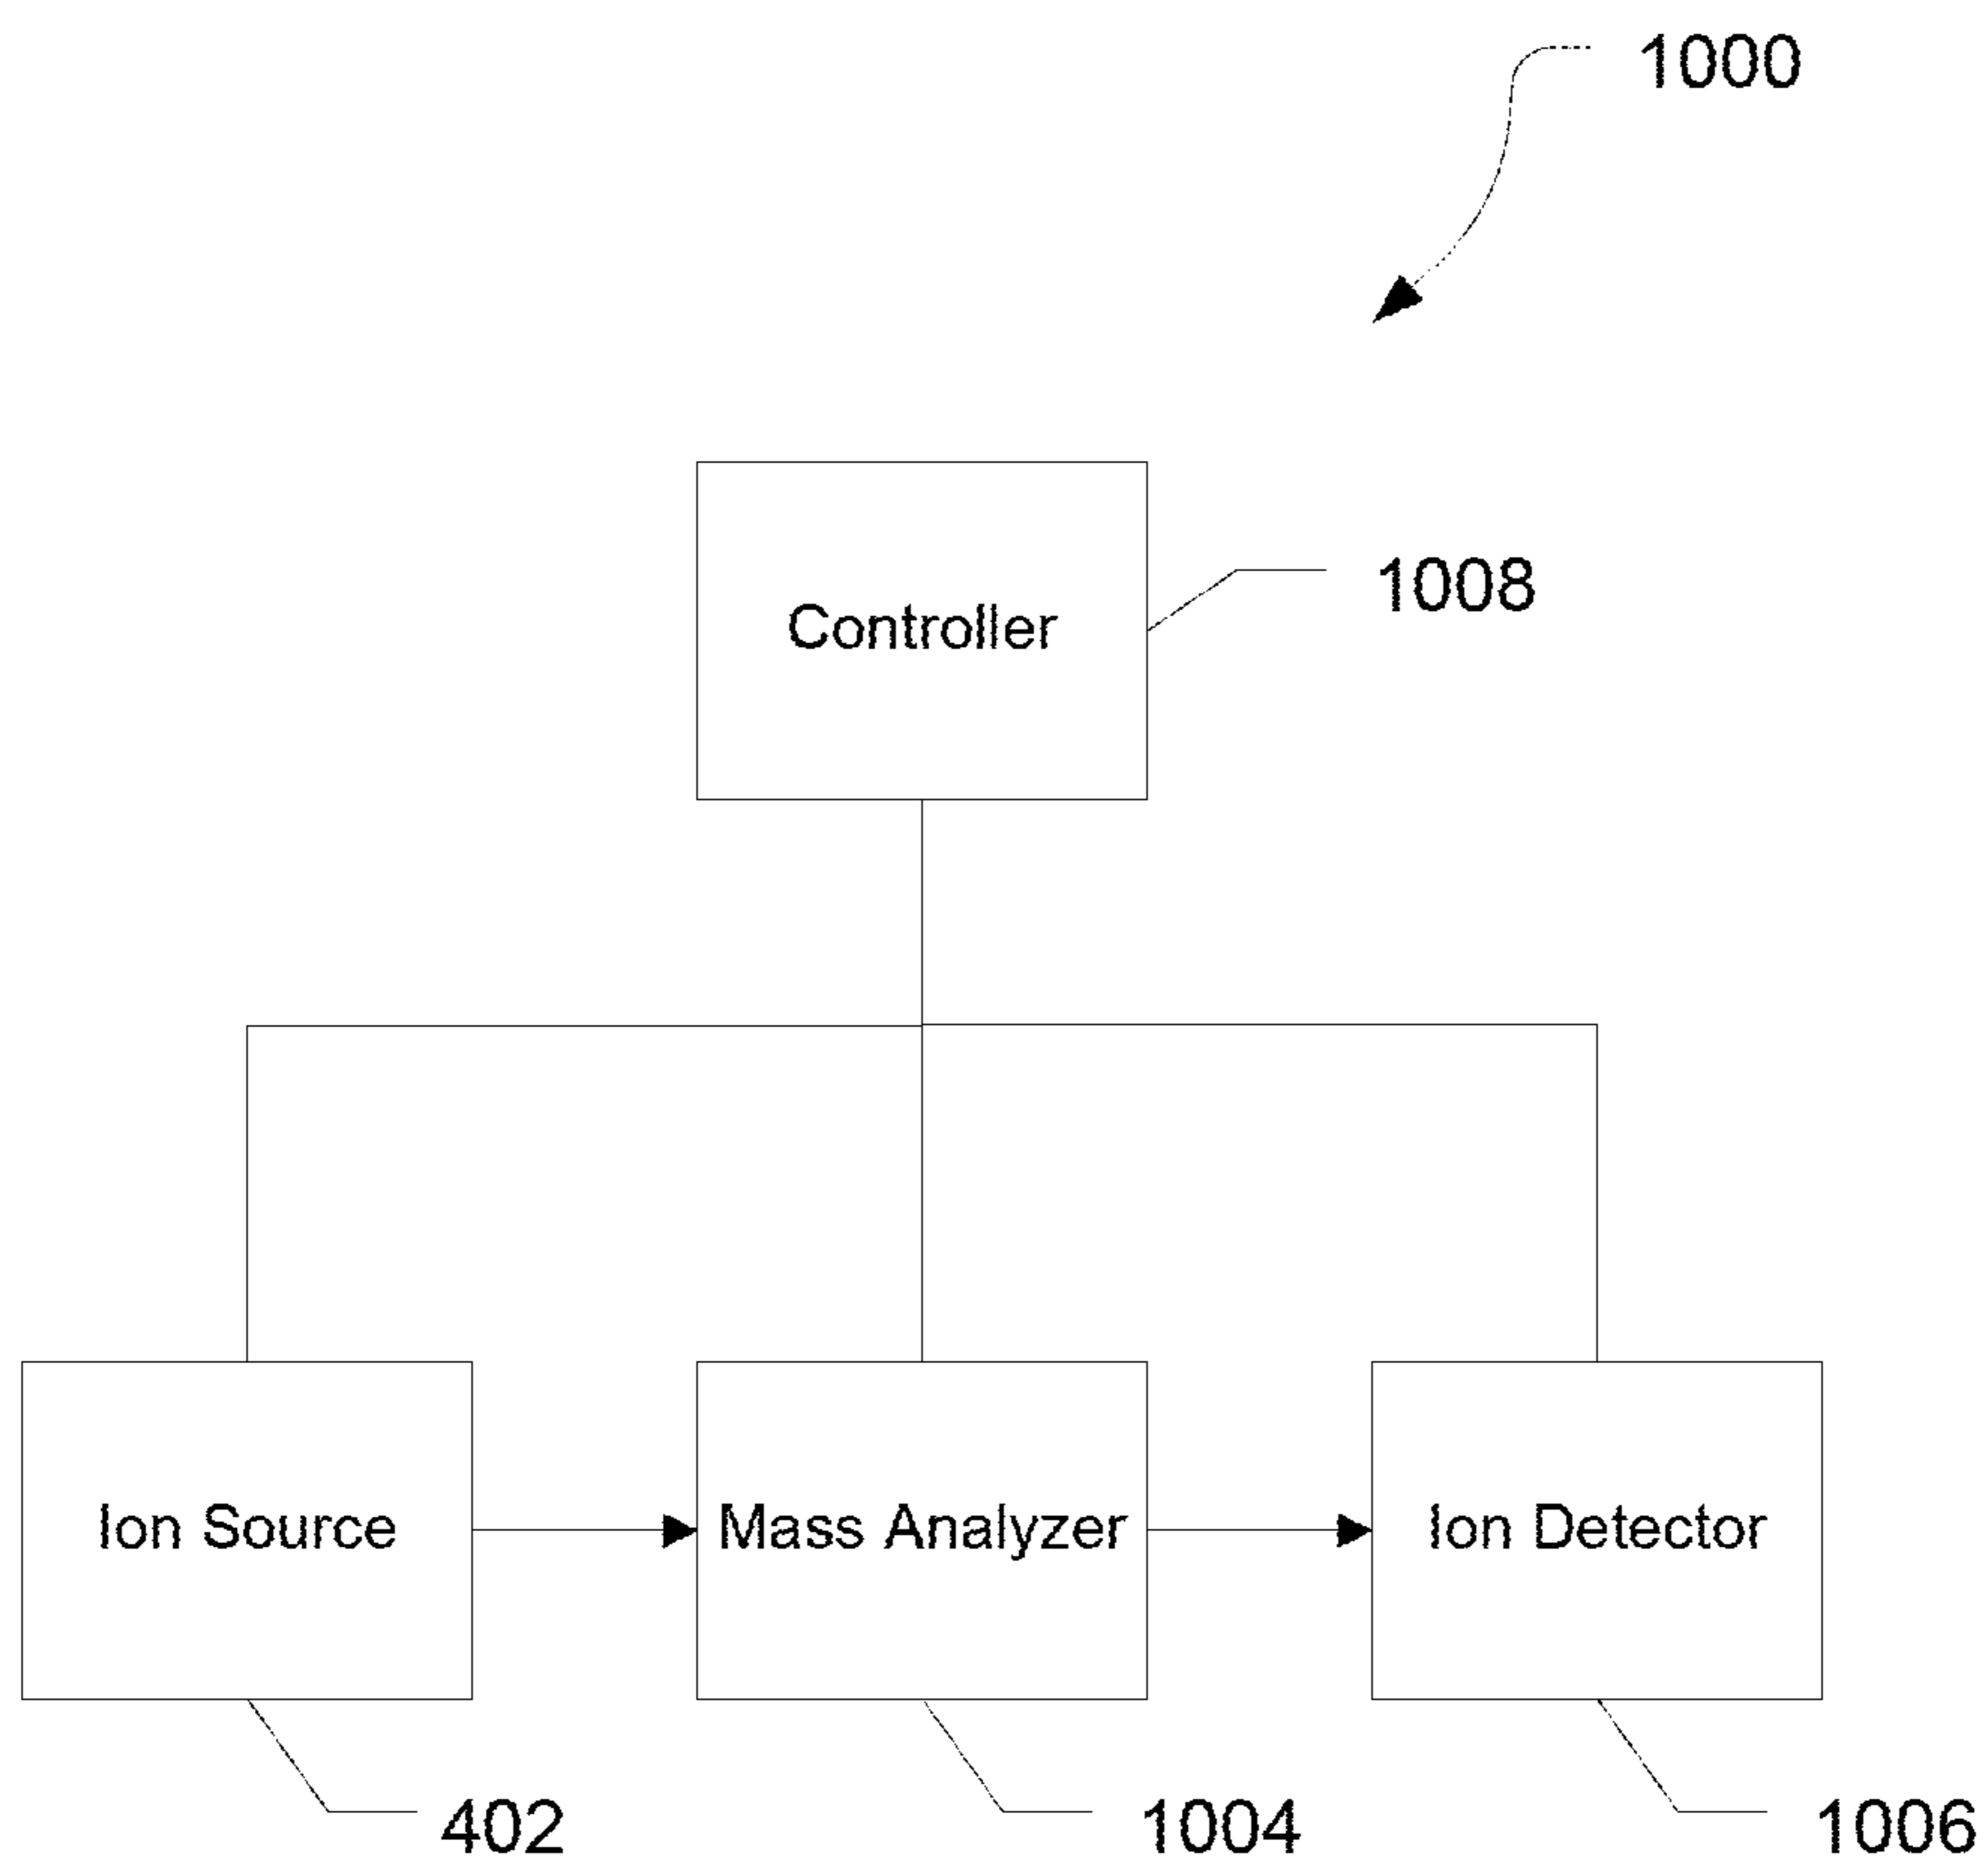 1000
1008
Controller
Ion Source
Mass Analyzer
Ion Detector
402
1004
1006